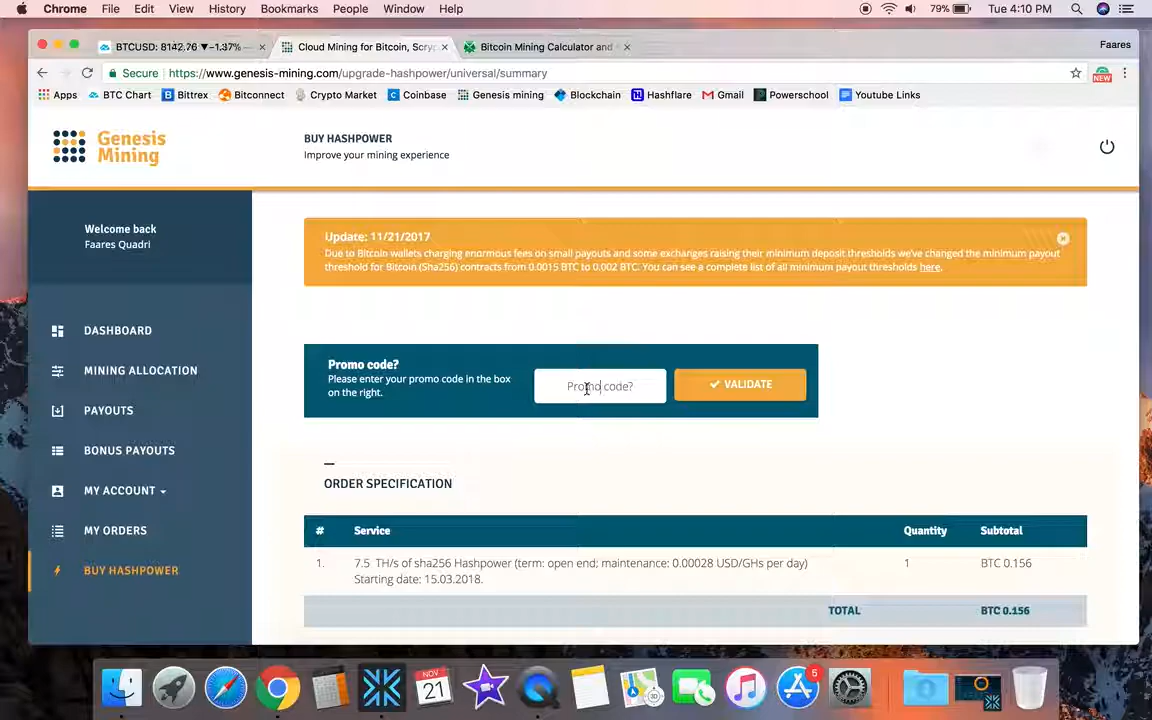 Chrome File Edit View History Bookmarks People Window Help 79% Tue 4:10 PM
BTCUSD: 8142.76 ▼-1.37% × Cloud Mining for Bitcoin, Scry × Bitcoin Mining Calculator and × Faares
Secure https://www.genesis-mining.com/upgrade-hashpower/universal/summary NEW
Apps BTC Chart Bittrex Bitconnect Crypto Market Coinbase Genesis mining Blockchain Hashflare Gmail Powerschool Youtube Links
Genesis
Mining
BUY HASHPOWER
Improve your mining experience
Welcome back
Faares Quadri
DASHBOARD
MINING ALLOCATION
PAYOUTS
BONUS PAYOUTS
MY ACCOUNT
MY ORDERS
BUY HASHPOWER
Update: 11/21/2017
Due to Bitcoin wallets charging enormous fees on small payouts and some exchanges raising their minimum deposit thresholds we've changed the minimum payout
threshold for Bitcoin (Sha256) contracts from 0.0015 BTC to 0.002 BTC. You can see a complete list of all minimum payout thresholds here.
Promo code?
Please enter your promo code in the box
on the right.
Promo code?
✓ VALIDATE
ORDER SPECIFICATION
# Service Quantity Subtotal
1. 7.5 TH/s of sha256 Hashpower (term: open end; maintenance: 0.00028 USD/GHs per day) 1 BTC 0.156
Starting date: 15.03.2018.
TOTAL BTC 0.156
NOV
21
3D
5